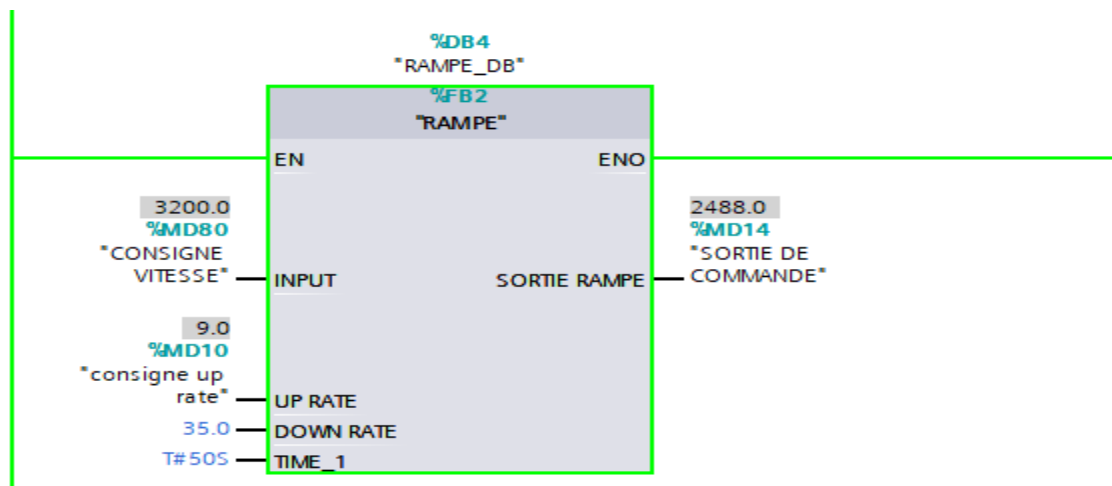 %DB4
"RAMPE_DB"
%FB2
"RAMPE"
EN ENO
3200.0
%MD80
"CONSIGNE
VITESSE"
INPUT
2488.0
%MD14
"SORTIE DE
COMMANDE"
SORTIE RAMPE
9.0
%MD10
"consigne up
rate"
UP RATE
35.0 DOWN RATE
T#50S TIME_1